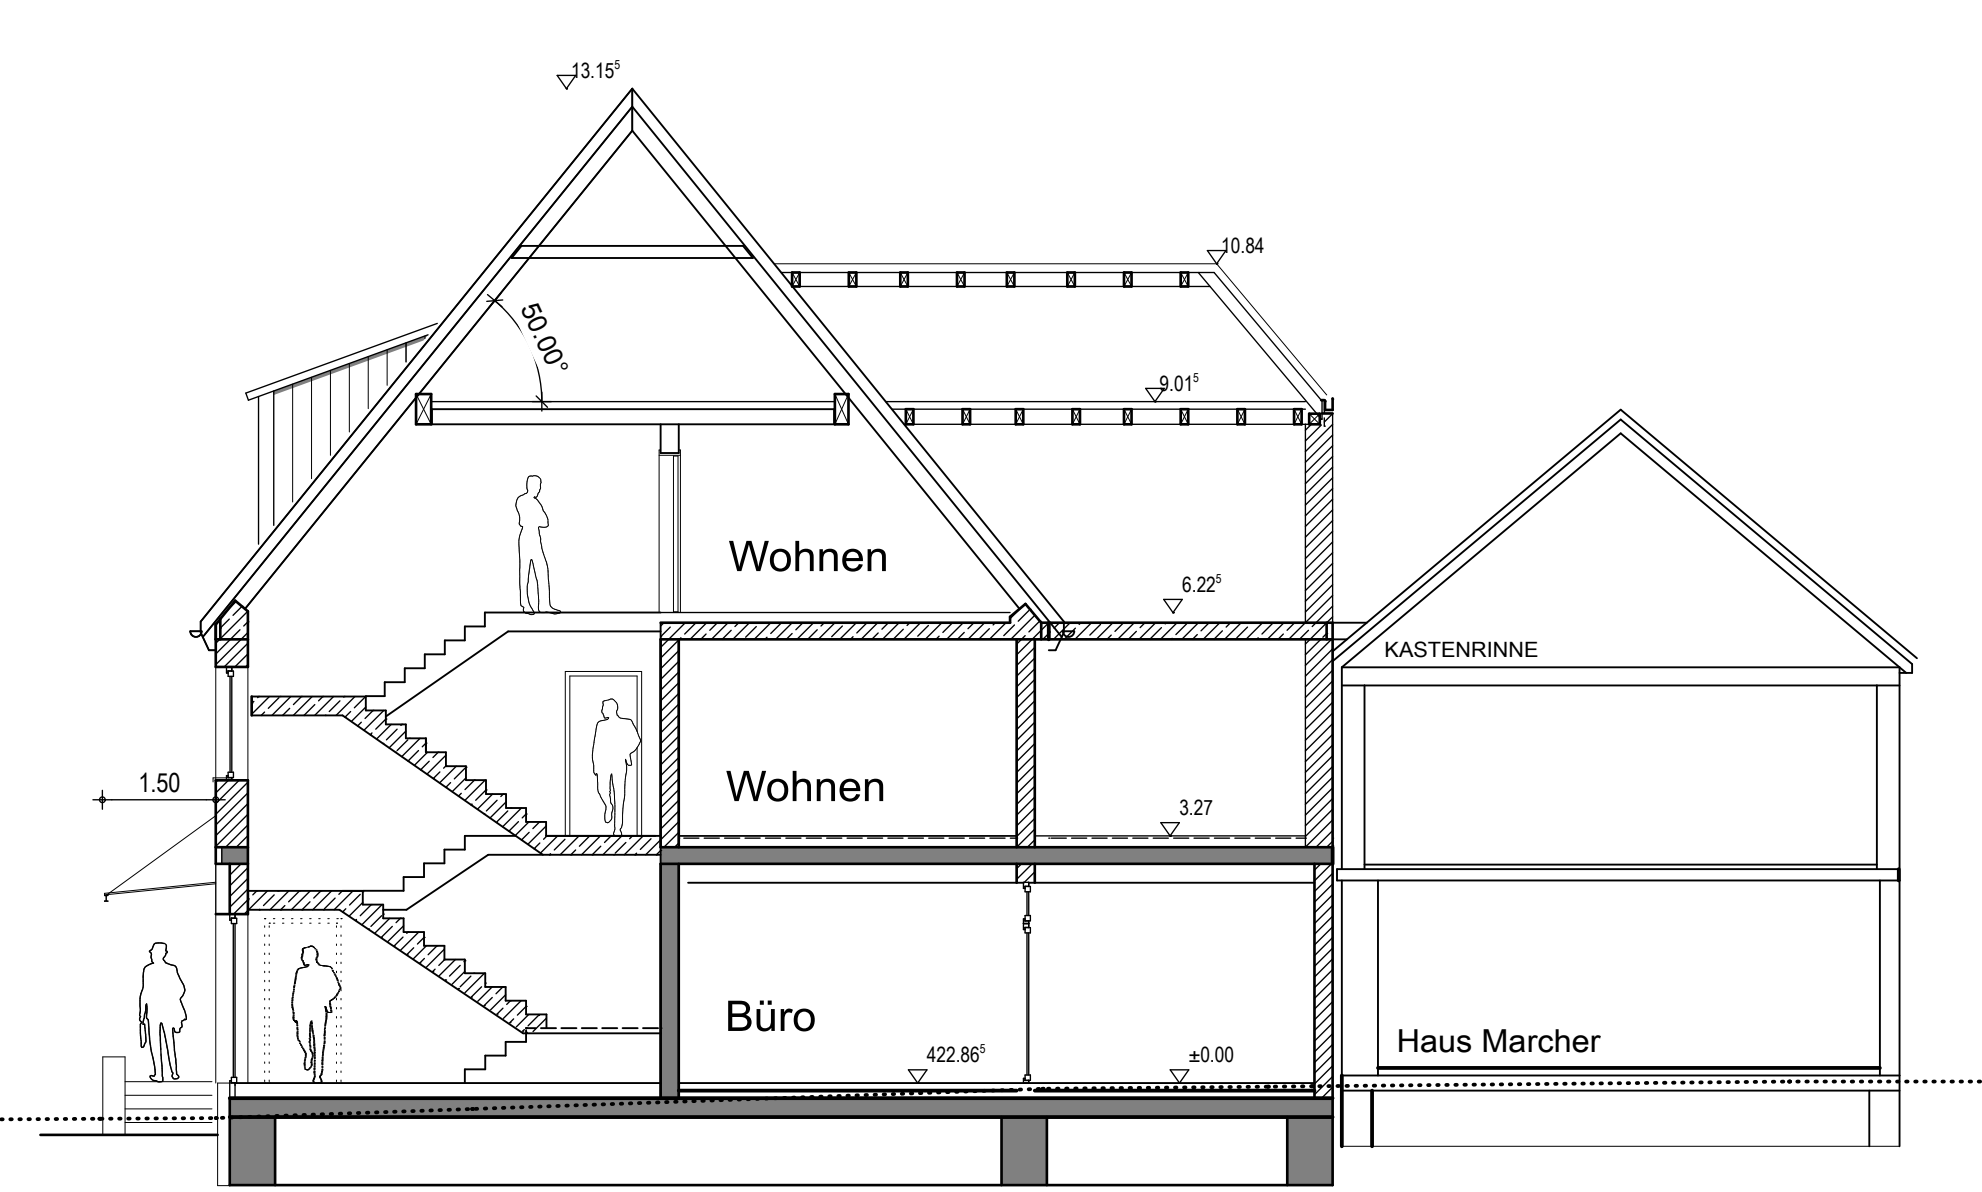 13.15⁵
10.84
50.00°
9.01⁵
Wohnen
6.22⁵
KASTENRINNE
1.50
Wohnen
3.27
Büro
Haus Marcher
422.86⁵
±0.00